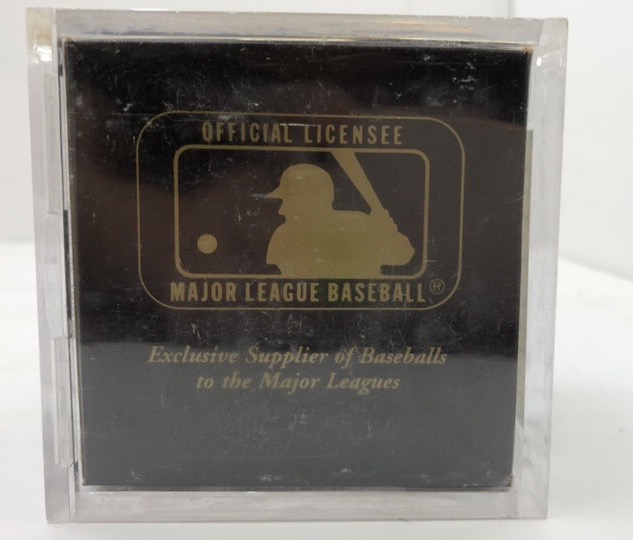 OFFICIAL LICENSEE
MAJOR LEAGUE BASEBALL®
Exclusive Supplier of Baseballs
to the Major Leagues